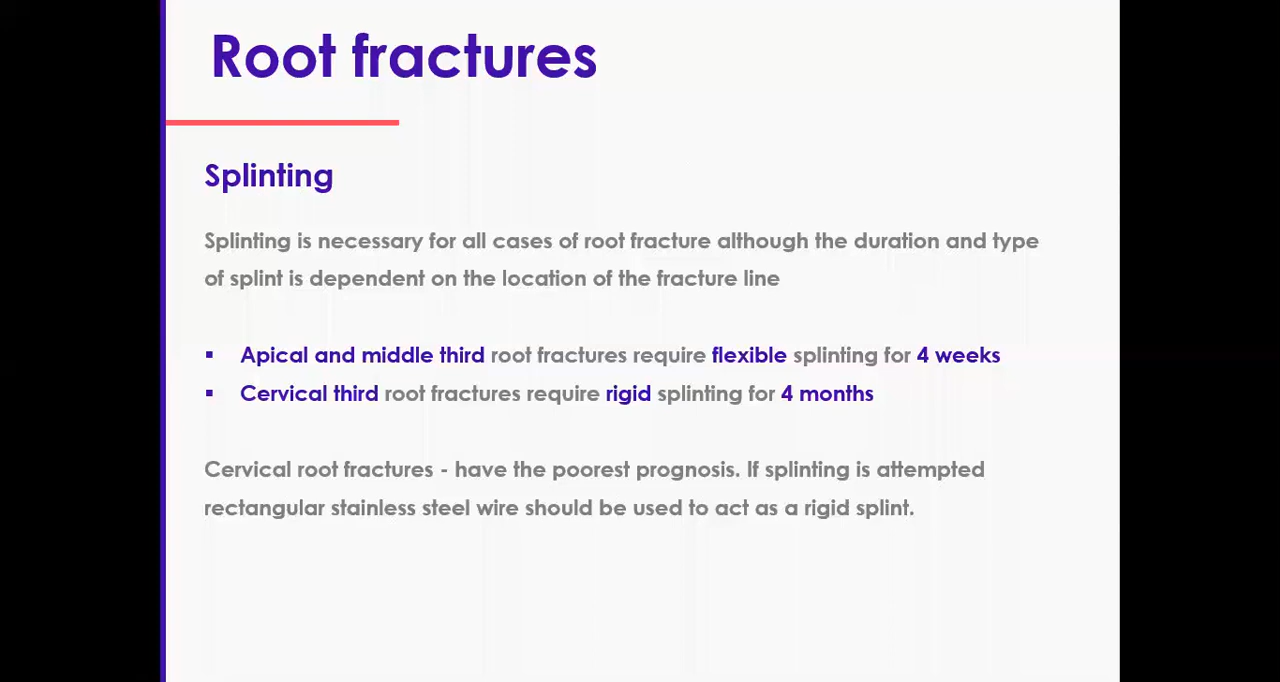 Root fractures
Splinting
Splinting is necessary for all cases of root fracture although the duration and type
of splint is dependent on the location of the fracture line
▪ Apical and middle third root fractures require flexible splinting for 4 weeks
▪ Cervical third root fractures require rigid splinting for 4 months
Cervical root fractures - have the poorest prognosis. If splinting is attempted
rectangular stainless steel wire should be used to act as a rigid splint.